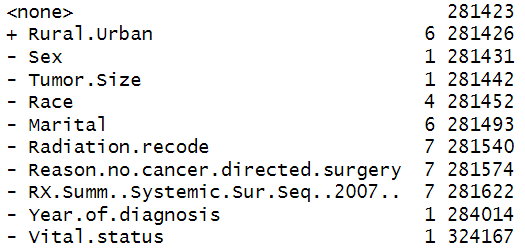 <none> 281423
+ Rural.Urban 6 281426
- Sex 1 281431
- Tumor.Size 1 281442
- Race 4 281452
- Marital 6 281493
- Radiation.recode 7 281540
- Reason.no.cancer.directed.surgery 7 281574
- RX.Summ..Systemic.Sur.Seq..2007.. 7 281622
- Year.of.diagnosis 1 284014
- Vital.status 1 324167